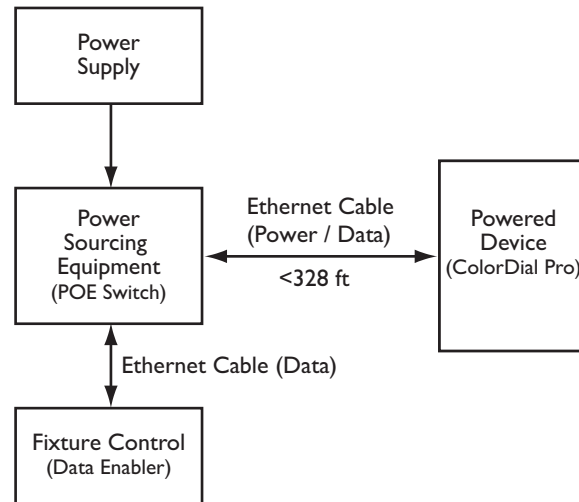 Power
Supply
Power
Sourcing
Equipment
(POE Switch)
Ethernet Cable
(Power / Data)
<328 ft
Powered
Device
(ColorDial Pro)
Ethernet Cable (Data)
Fixture Control
(Data Enabler)